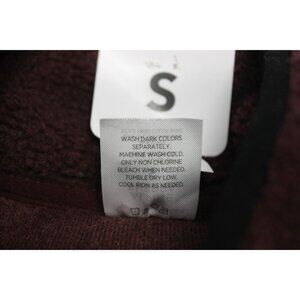 S
WASH DARK COLORS
SEPARATELY.
MACHINE WASH COLD.
ONLY NON CHLORINE
BLEACH WHEN NEEDED.
TUMBLE DRY LOW.
COOL IRON AS NEEDED